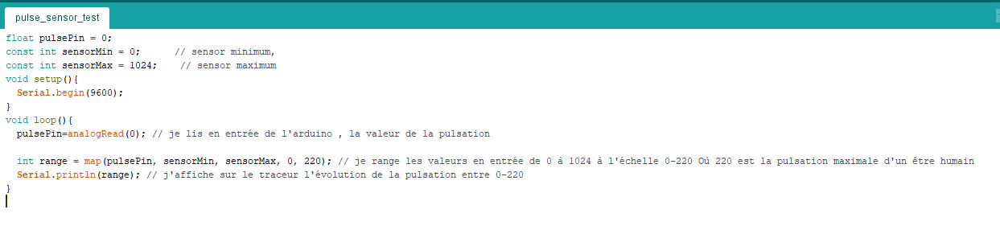 pulse_sensor_test
float pulsePin = 0;
const int sensorMin = 0;      // sensor minimum,
const int sensorMax = 1024;    // sensor maximum
void setup(){
  Serial.begin(9600);
}
void loop(){
  pulsePin=analogRead(0); // je lis en entrée de l'arduino , la valeur de la pulsation
  int range = map(pulsePin, sensorMin, sensorMax, 0, 220); // je range les valeurs en entrée de 0 à 1024 à l'échelle 0-220 Où 220 est la pulsation maximale d'un être humain
  Serial.println(range); // j'affiche sur le traceur l'évolution de la pulsation entre 0-220
}